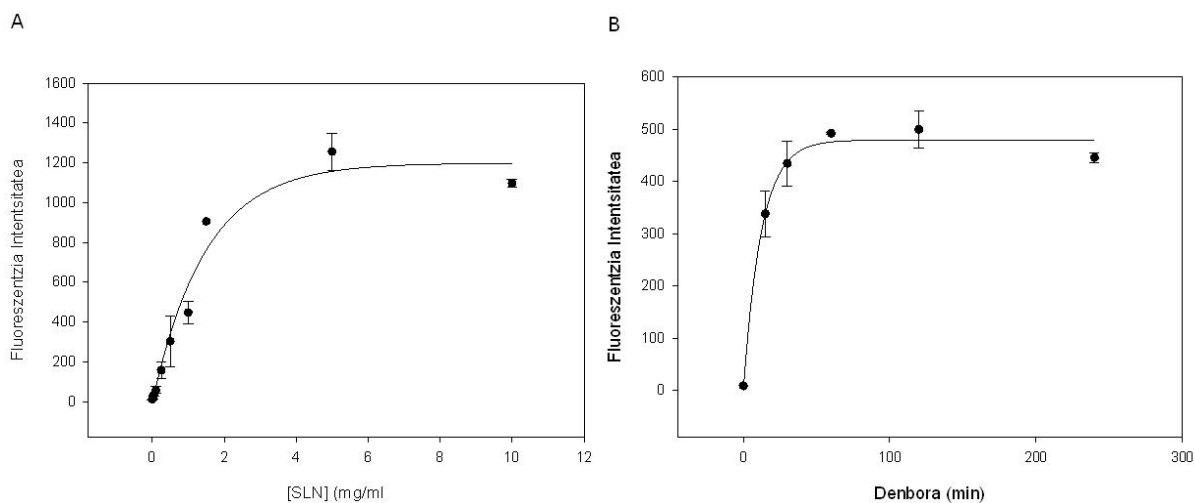 A
1600
1400
1200
1000
800
600
400
200
0
Fluoreszentzia Intentsitatea
0 2 4 6 8 10 12
[SLN] (mg/ml
B
600
500
400
300
200
100
0
Fluoreszentzia Intentsitatea
0 100 200 300
Denbora (min)